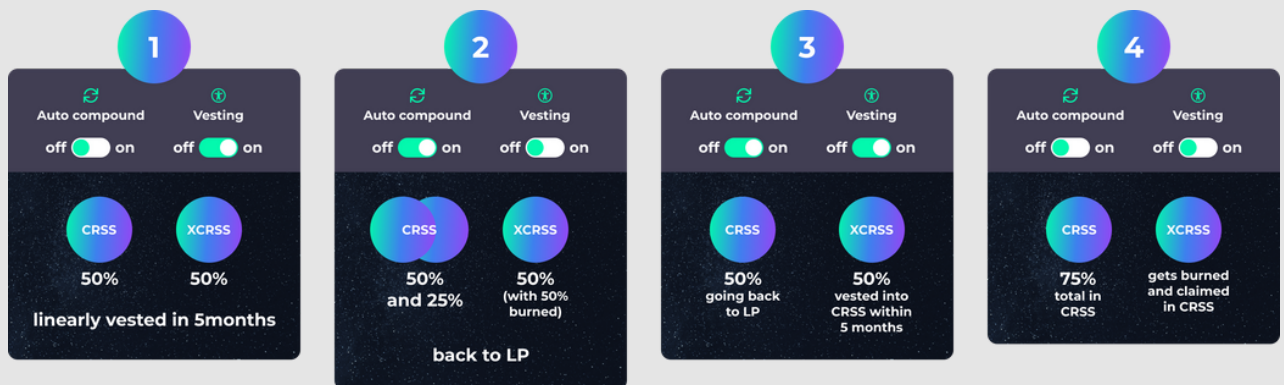 1
Auto compound
Vesting
off on
off on
CRSS
XCRSS
50%
50%
linearly vested in 5months
2
Auto compound
Vesting
off on
off on
CRSS
XCRSS
50%
and 25%
50%
(with 50%
burned)
back to LP
3
Auto compound
Vesting
off on
off on
CRSS
XCRSS
50%
going back
to LP
50%
vested into
CRSS within
5 months
4
Auto compound
Vesting
off on
off on
CRSS
XCRSS
75%
total in
CRSS
gets burned
and claimed
in CRSS